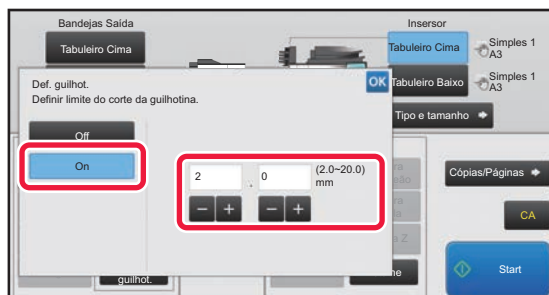 Bandejas Saída
Insersor
Tabuleiro Cima
Tabuleiro Cima
Simples 1
A3
Def. guilhot.
OK
Tabuleiro Baixo
Simples 1
A3
Definir limite do corte da guilhotina.
Tipo e tamanho
Off
On
2 . 0 (2.0~20.0)
mm
Cópias/Páginas
Z
CA
guilhot.
Start